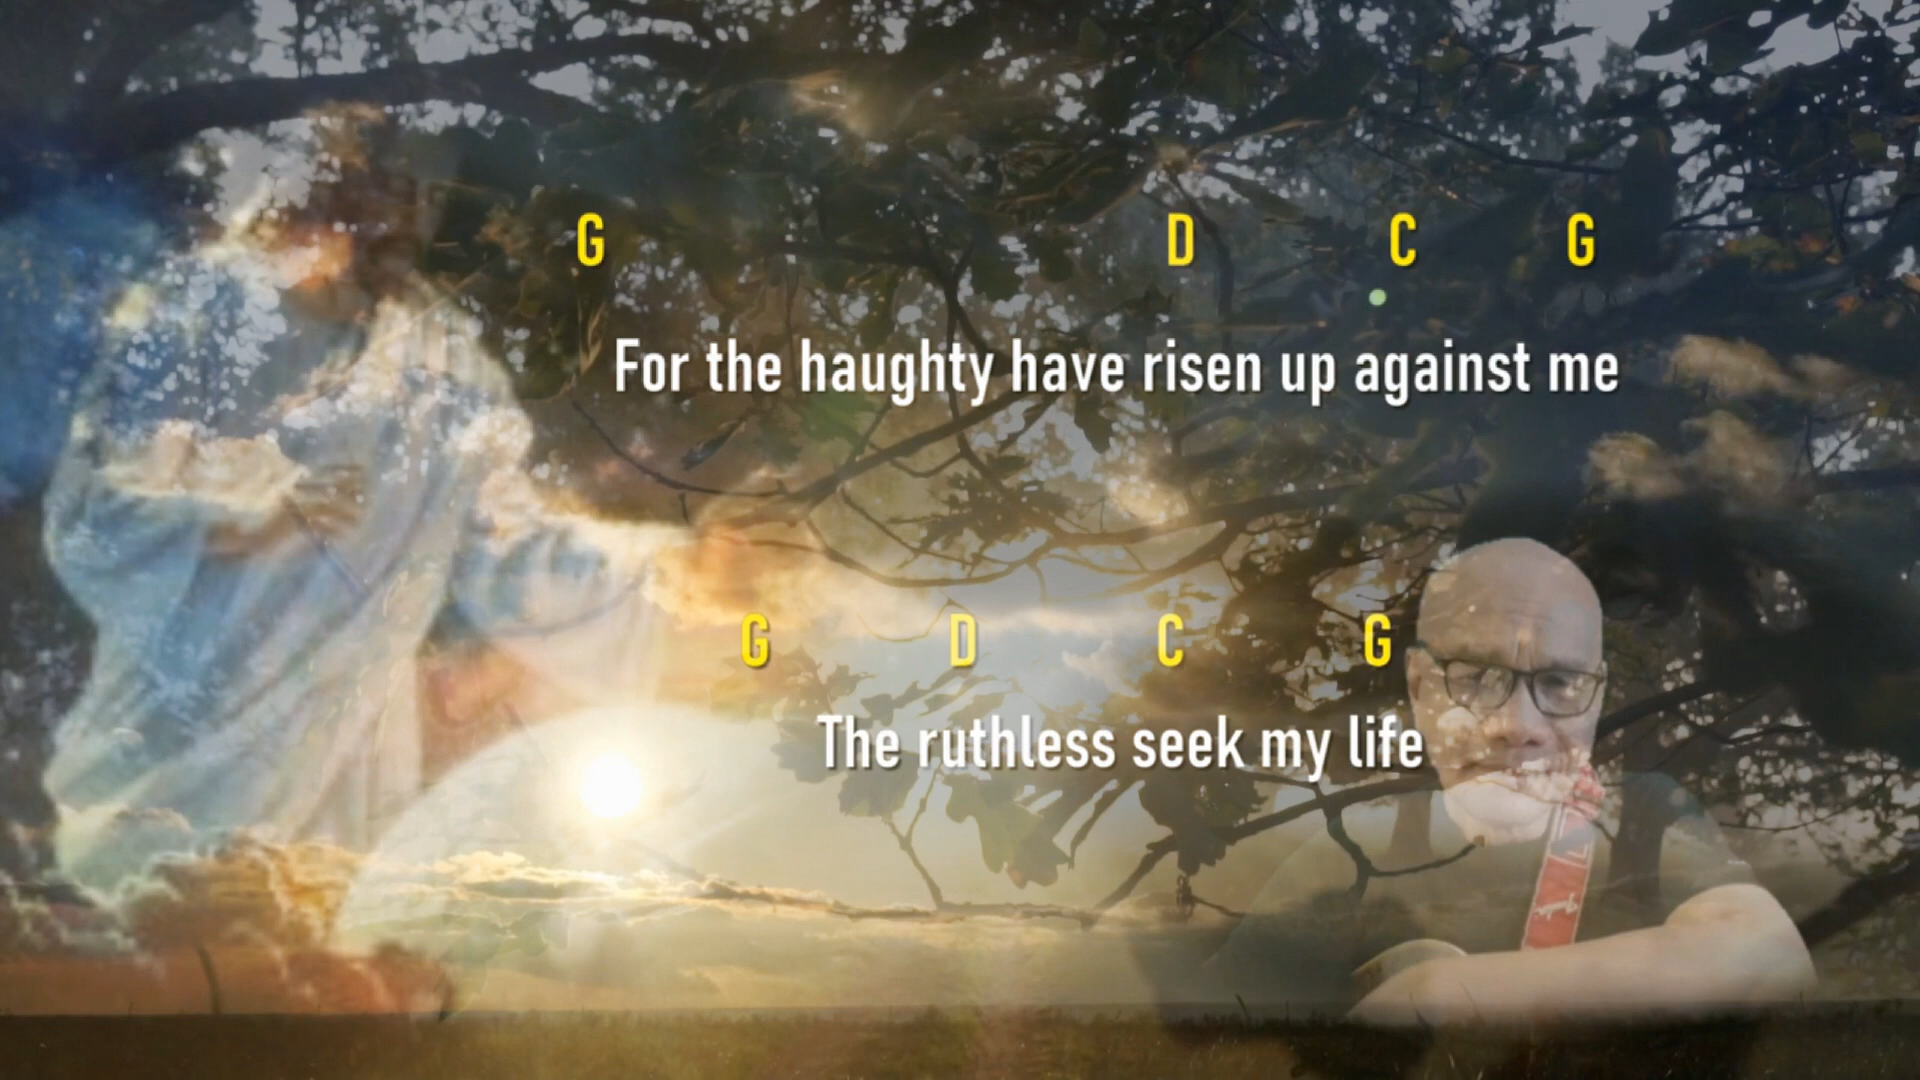 G D C G
For the haughty have risen up against me
G D C G
The ruthless seek my life